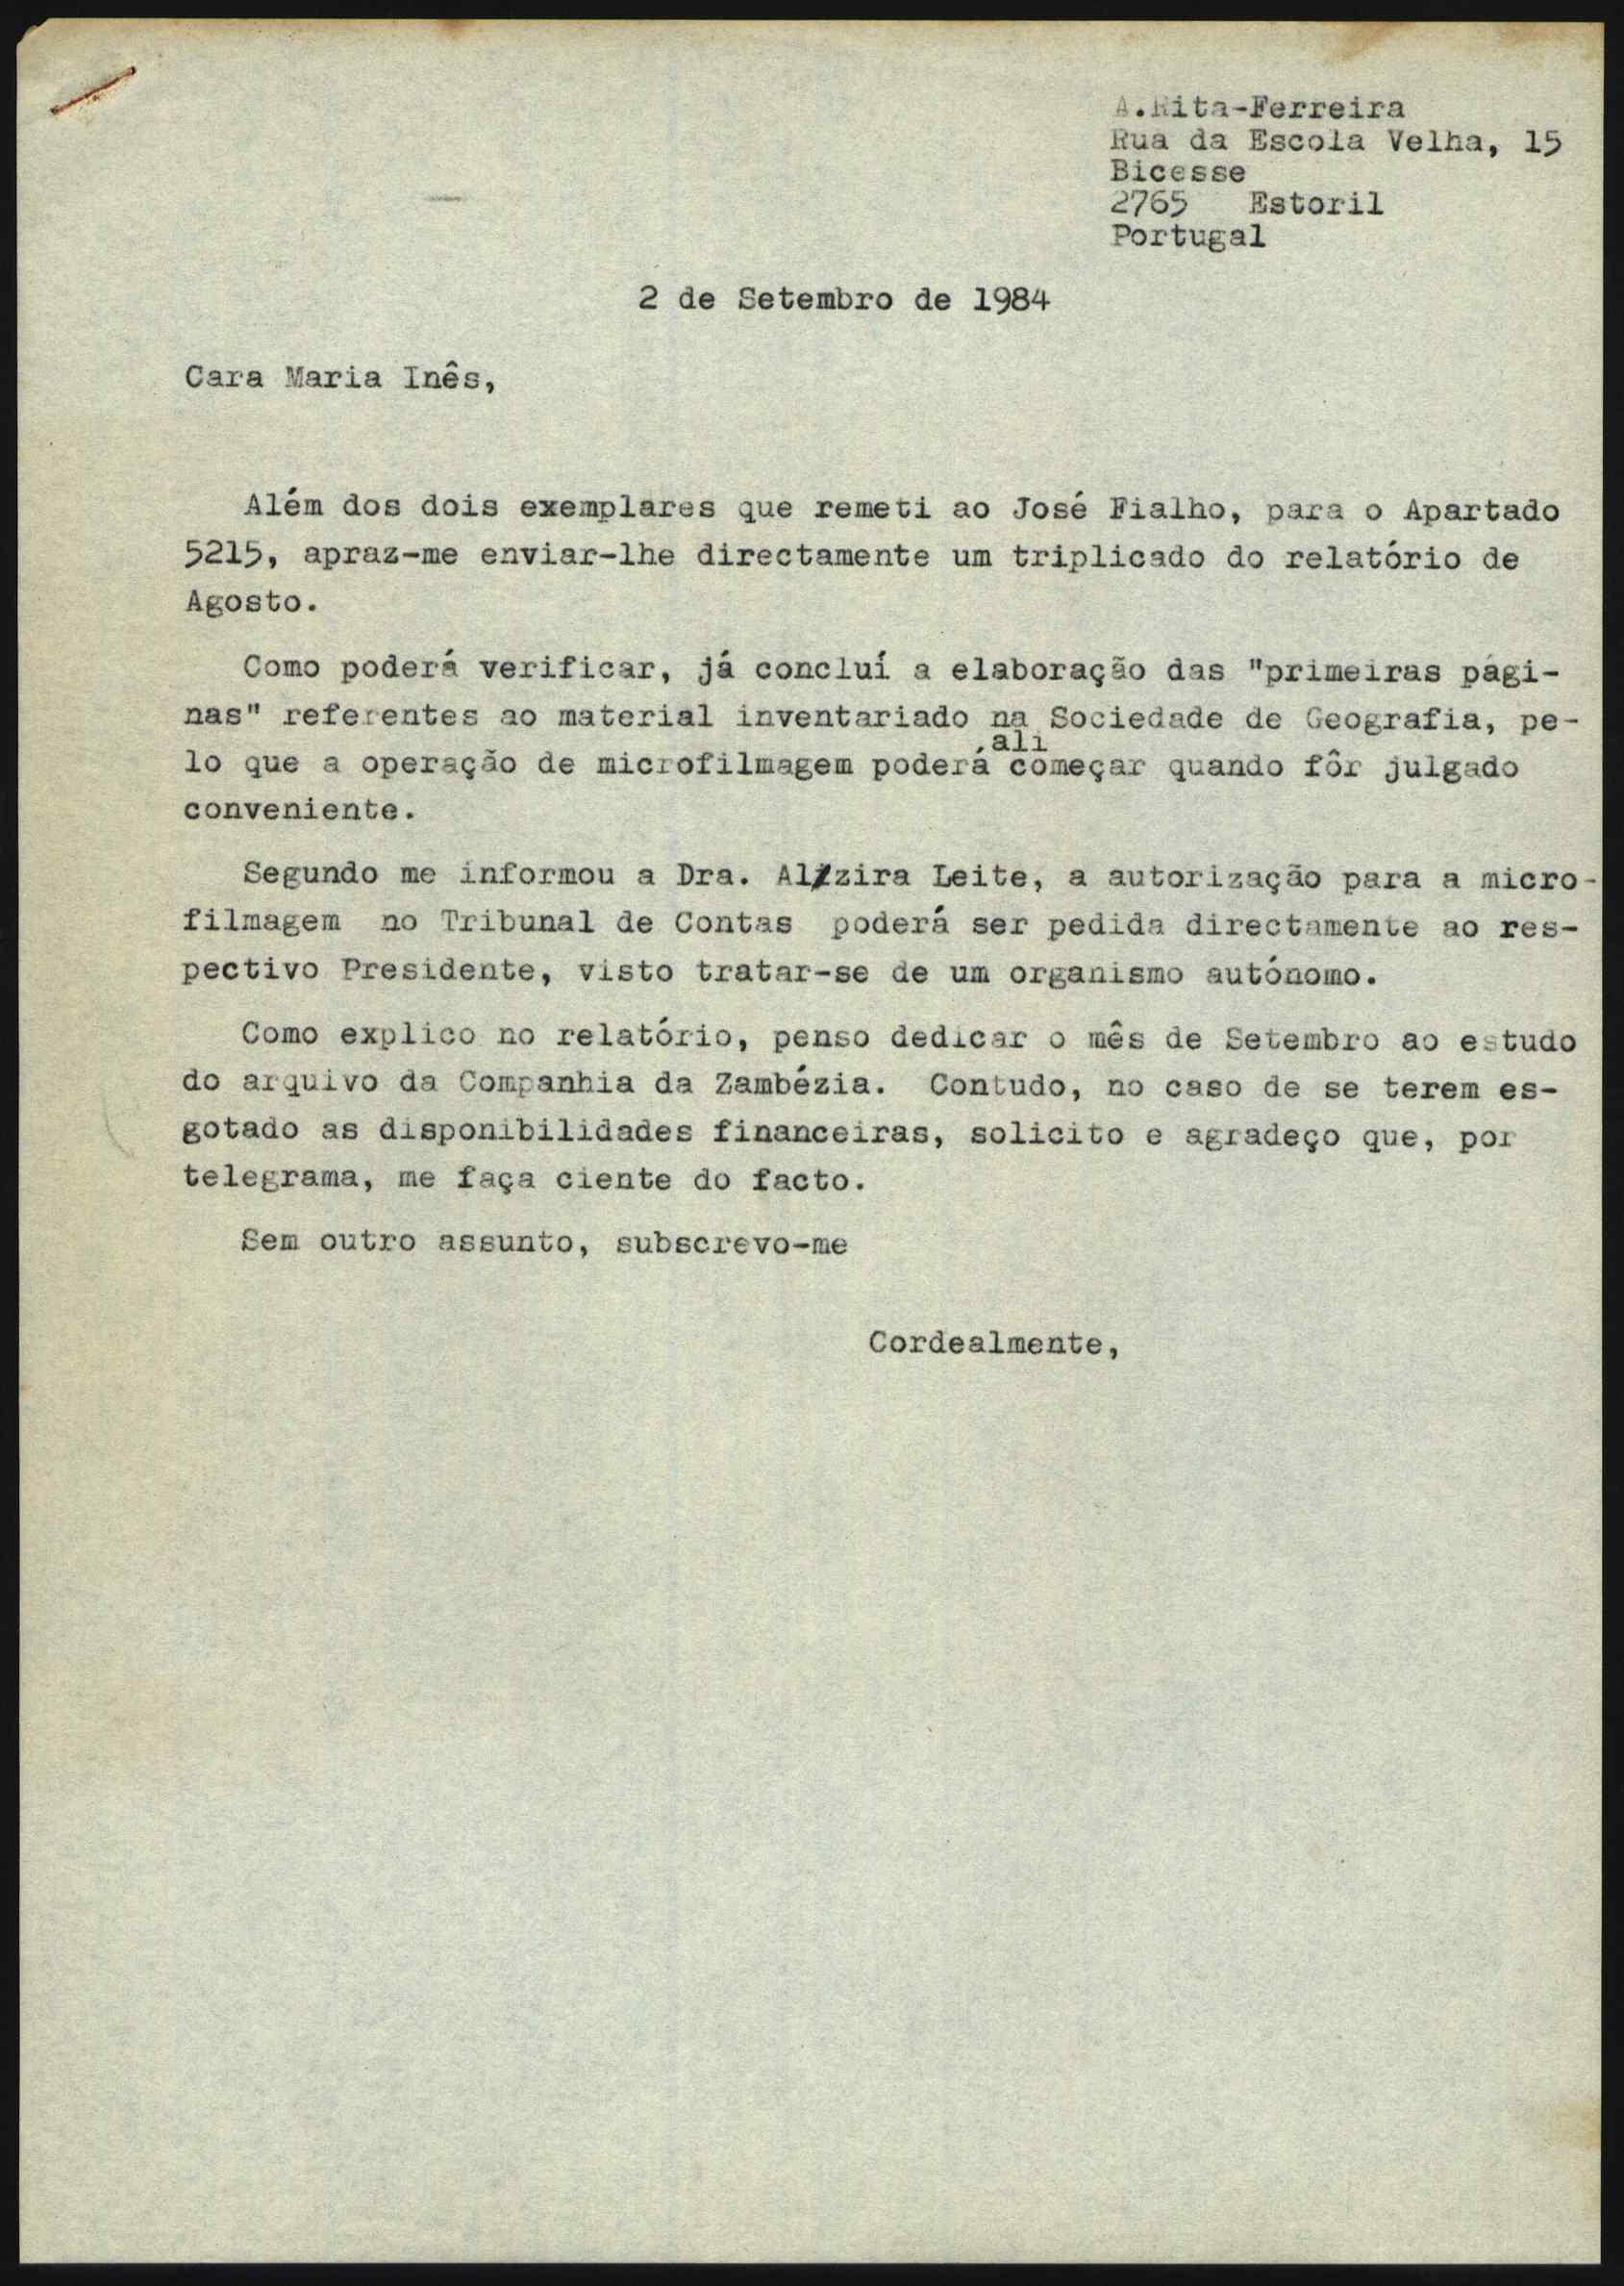 A.Rita-Ferreira
Rua da Escola Velha, 15
Bicesse
2765   Estoril
Portugal
2 de Setembro de 1984
Cara Maria Inês,
Além dos dois exemplares que remeti ao José Fialho, para o Apartado
5215, apraz-me enviar-lhe directamente um triplicado do relatório de
Agosto.
Como poderá verificar, já concluí a elaboração das "primeiras pági-
nas" referentes ao material inventariado na Sociedade de Geografia, pe-
lo que a operação de microfilmagem poderá ali começar quando fôr julgado
conveniente.
Segundo me informou a Dra. Alzira Leite, a autorização para a micro-
filmagem  no Tribunal de Contas  poderá ser pedida directamente ao res-
pectivo Presidente, visto tratar-se de um organismo autónomo.
Como explico no relatório, penso dedicar o mês de Setembro ao estudo
do arquivo da Companhia da Zambézia.  Contudo, no caso de se terem es-
gotado as disponibilidades financeiras, solicito e agradeço que, por
telegrama, me faça ciente do facto.
Sem outro assunto, subscrevo-me
Cordealmente,